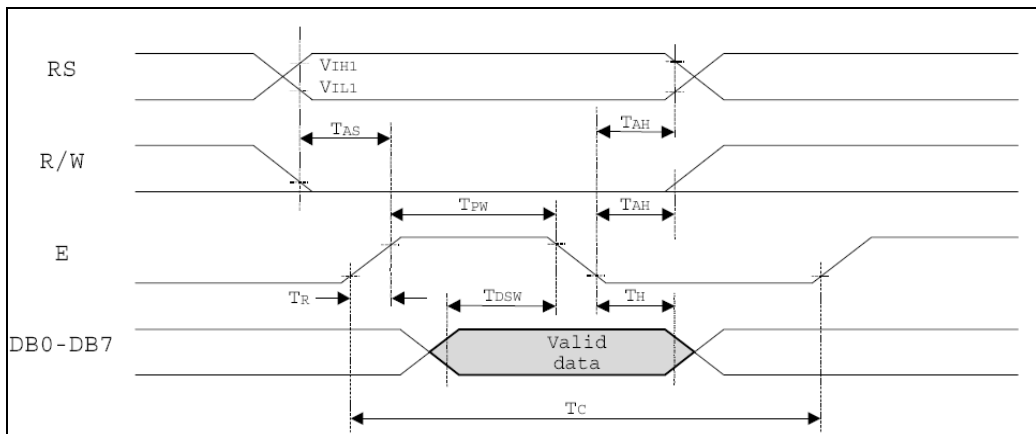 RS
VIH1
VIL1
TAS
TAH
R/W
TPW
TAH
E
TR
TDSW
TH
DB0-DB7
Valid
data
TC